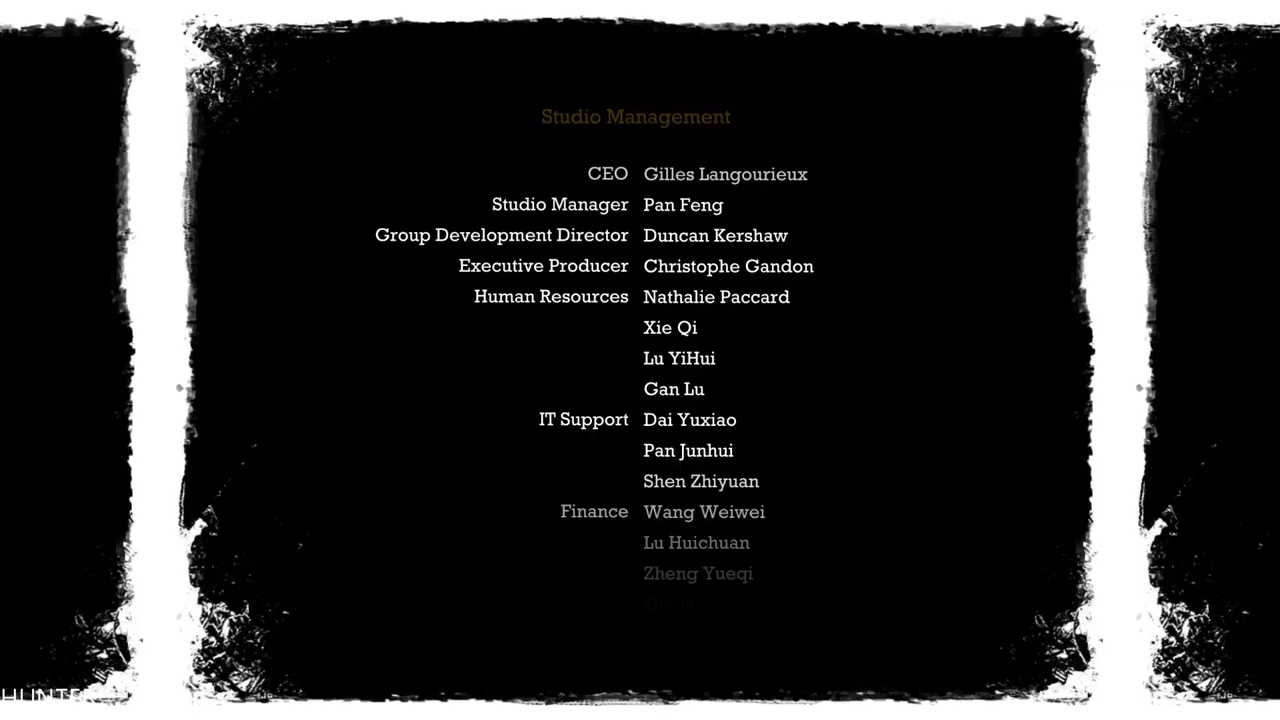 Studio Management
CEO Gilles Langourieux
Studio Manager Pan Feng
Group Development Director Duncan Kershaw
Executive Producer Christophe Gandon
Human Resources Nathalie Paccard
Xie Qi
Lu YiHui
Gan Lu
IT Support Dai Yuxiao
Pan Junhui
Shen Zhiyuan
Finance Wang Weiwei
Lu Huichuan
Zheng Yueqi